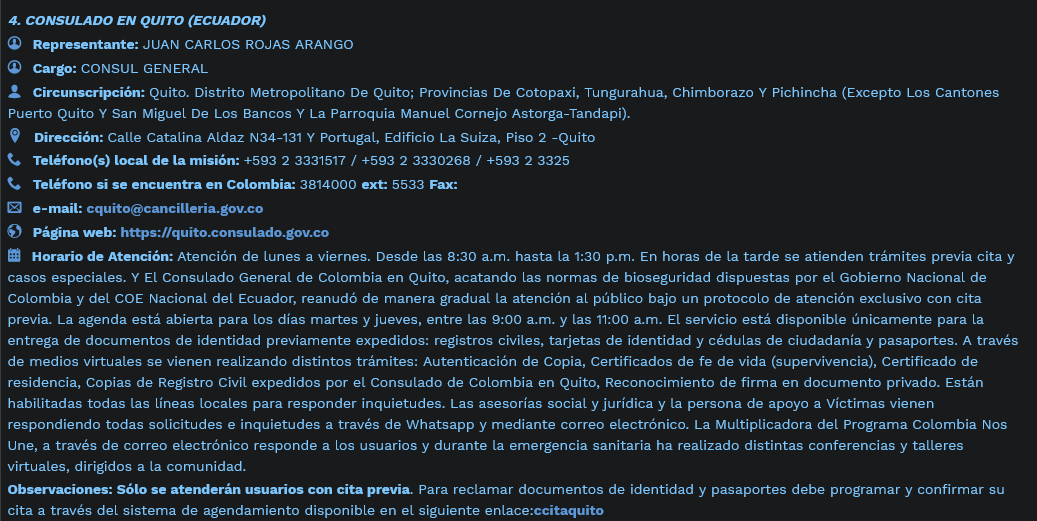 4. CONSULADO EN QUITO (ECUADOR)
Representante: JUAN CARLOS ROJAS ARANGO
Cargo: CONSUL GENERAL
Circunscripción: Quito. Distrito Metropolitano De Quito; Provincias De Cotopaxi, Tungurahua, Chimborazo Y Pichincha (Excepto Los Cantones
Puerto Quito Y San Miguel De Los Bancos Y La Parroquia Manuel Cornejo Astorga-Tandapi).
Dirección: Calle Catalina Aldaz N34-131 Y Portugal, Edificio La Suiza, Piso 2 -Quito
Teléfono(s) local de la misión: +593 2 3331517 / +593 2 3330268 / +593 2 3325
Teléfono si se encuentra en Colombia: 3814000 ext: 5533 Fax:
e-mail: cquito@cancilleria.gov.co
Página web: https://quito.consulado.gov.co
Horario de Atención: Atención de lunes a viernes. Desde las 8:30 a.m. hasta la 1:30 p.m. En horas de la tarde se atienden trámites previa cita y
casos especiales. Y El Consulado General de Colombia en Quito, acatando las normas de bioseguridad dispuestas por el Gobierno Nacional de
Colombia y del COE Nacional del Ecuador, reanudó de manera gradual la atención al público bajo un protocolo de atención exclusivo con cita
previa. La agenda está abierta para los días martes y jueves, entre las 9:00 a.m. y las 11:00 a.m. El servicio está disponible únicamente para la
entrega de documentos de identidad previamente expedidos: registros civiles, tarjetas de identidad y cédulas de ciudadanía y pasaportes. A través
de medios virtuales se vienen realizando distintos trámites: Autenticación de Copia, Certificados de fe de vida (supervivencia), Certificado de
residencia, Copias de Registro Civil expedidos por el Consulado de Colombia en Quito, Reconocimiento de firma en documento privado. Están
habilitadas todas las líneas locales para responder inquietudes. Las asesorías social y jurídica y la persona de apoyo a Víctimas vienen
respondiendo todas solicitudes e inquietudes a través de Whatsapp y mediante correo electrónico. La Multiplicadora del Programa Colombia Nos
Une, a través de correo electrónico responde a los usuarios y durante la emergencia sanitaria ha realizado distintas conferencias y talleres
virtuales, dirigidos a la comunidad.
Observaciones: Sólo se atenderán usuarios con cita previa. Para reclamar documentos de identidad y pasaportes debe programar y confirmar su
cita a través del sistema de agendamiento disponible en el siguiente enlace:ccitaquito